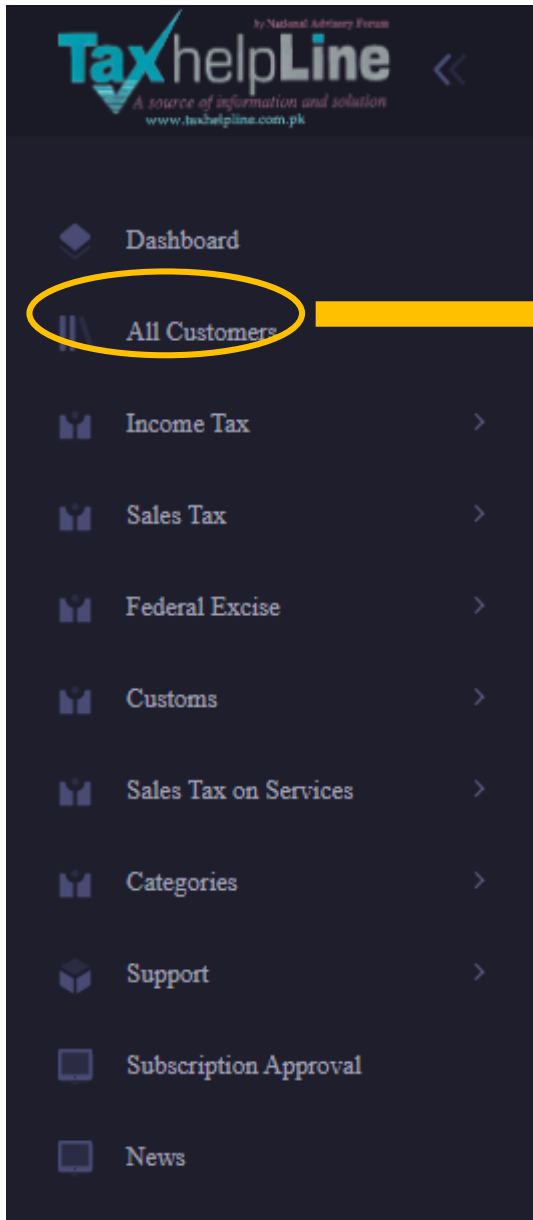 by National Advisory Forum
TaxhelpLine
A source of information and solution
www.taxhelpline.com.pk
Dashboard
All Customers
Income Tax
Sales Tax
Federal Excise
Customs
Sales Tax on Services
Categories
Support
Subscription Approval
News